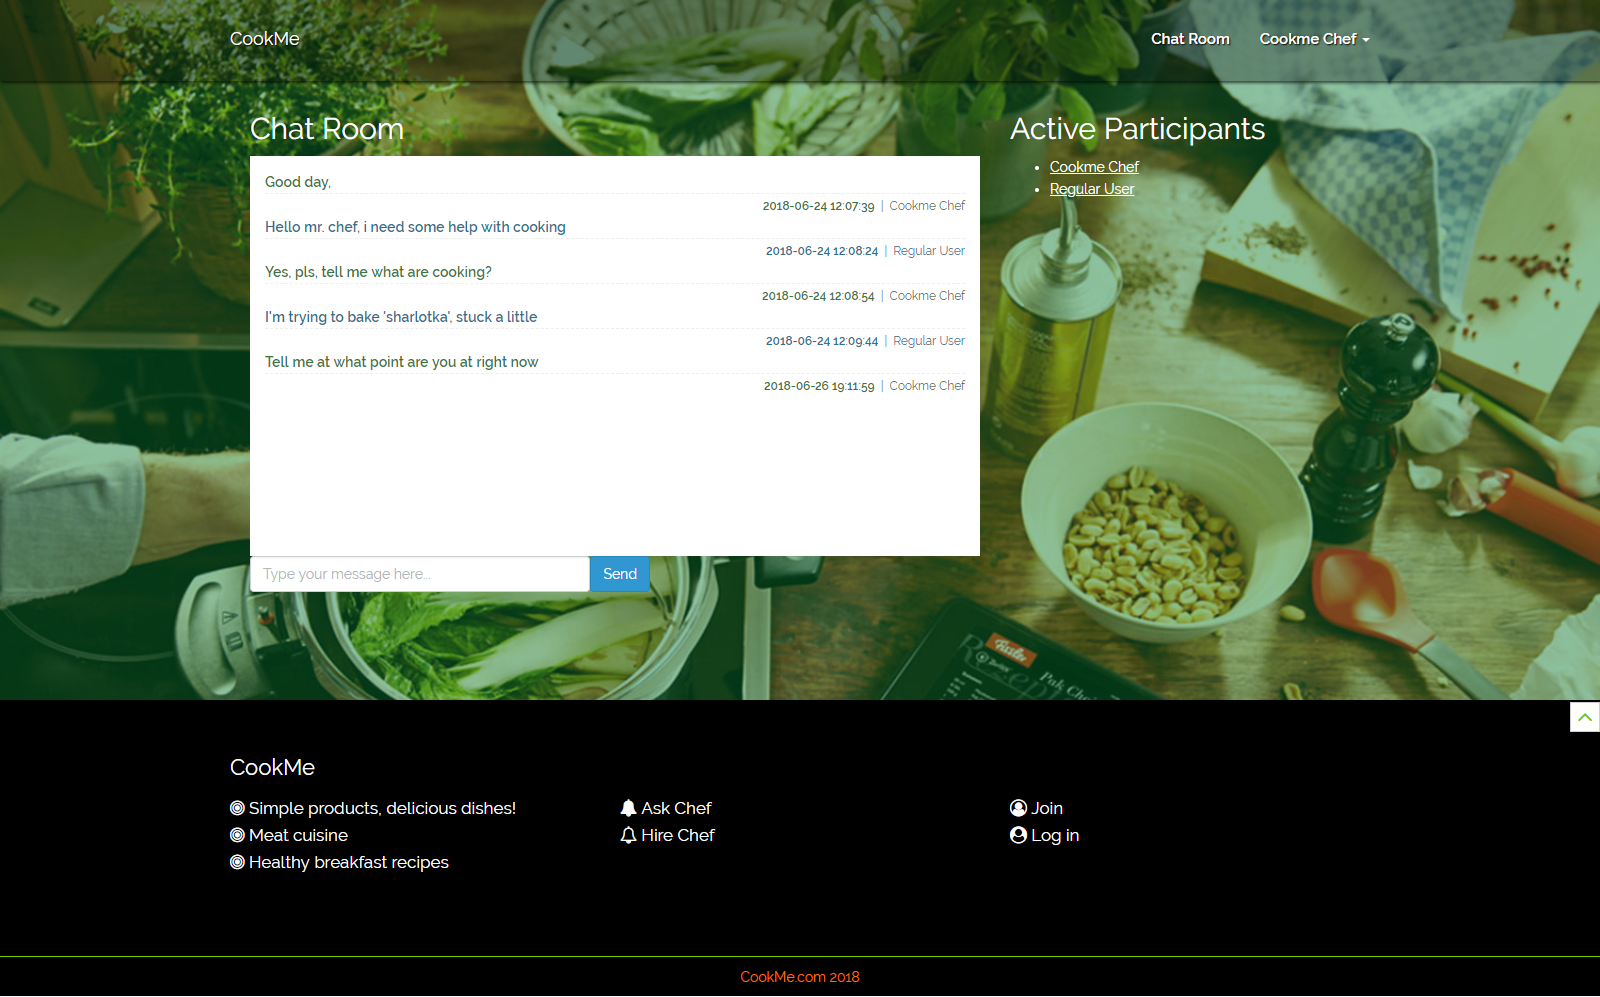 CookMe
Chat Room
Cookme Chef
Chat Room
Active Participants
Good day,
2018-06-24 12:07:39 | Cookme Chef
Hello mr. chef, i need some help with cooking
2018-06-24 12:08:24 | Regular User
Yes, pls, tell me what are cooking?
2018-06-24 12:08:54 | Cookme Chef
I'm trying to bake 'sharlotka', stuck a little
2018-06-24 12:09:44 | Regular User
Tell me at what point are you at right now
2018-06-26 19:11:59 | Cookme Chef
Cookme Chef
Regular User
Type your message here...
Send
Fissler
Pak Choi
CookMe
Simple products, delicious dishes!
Meat cuisine
Healthy breakfast recipes
Ask Chef
Hire Chef
Join
Log in
CookMe.com 2018